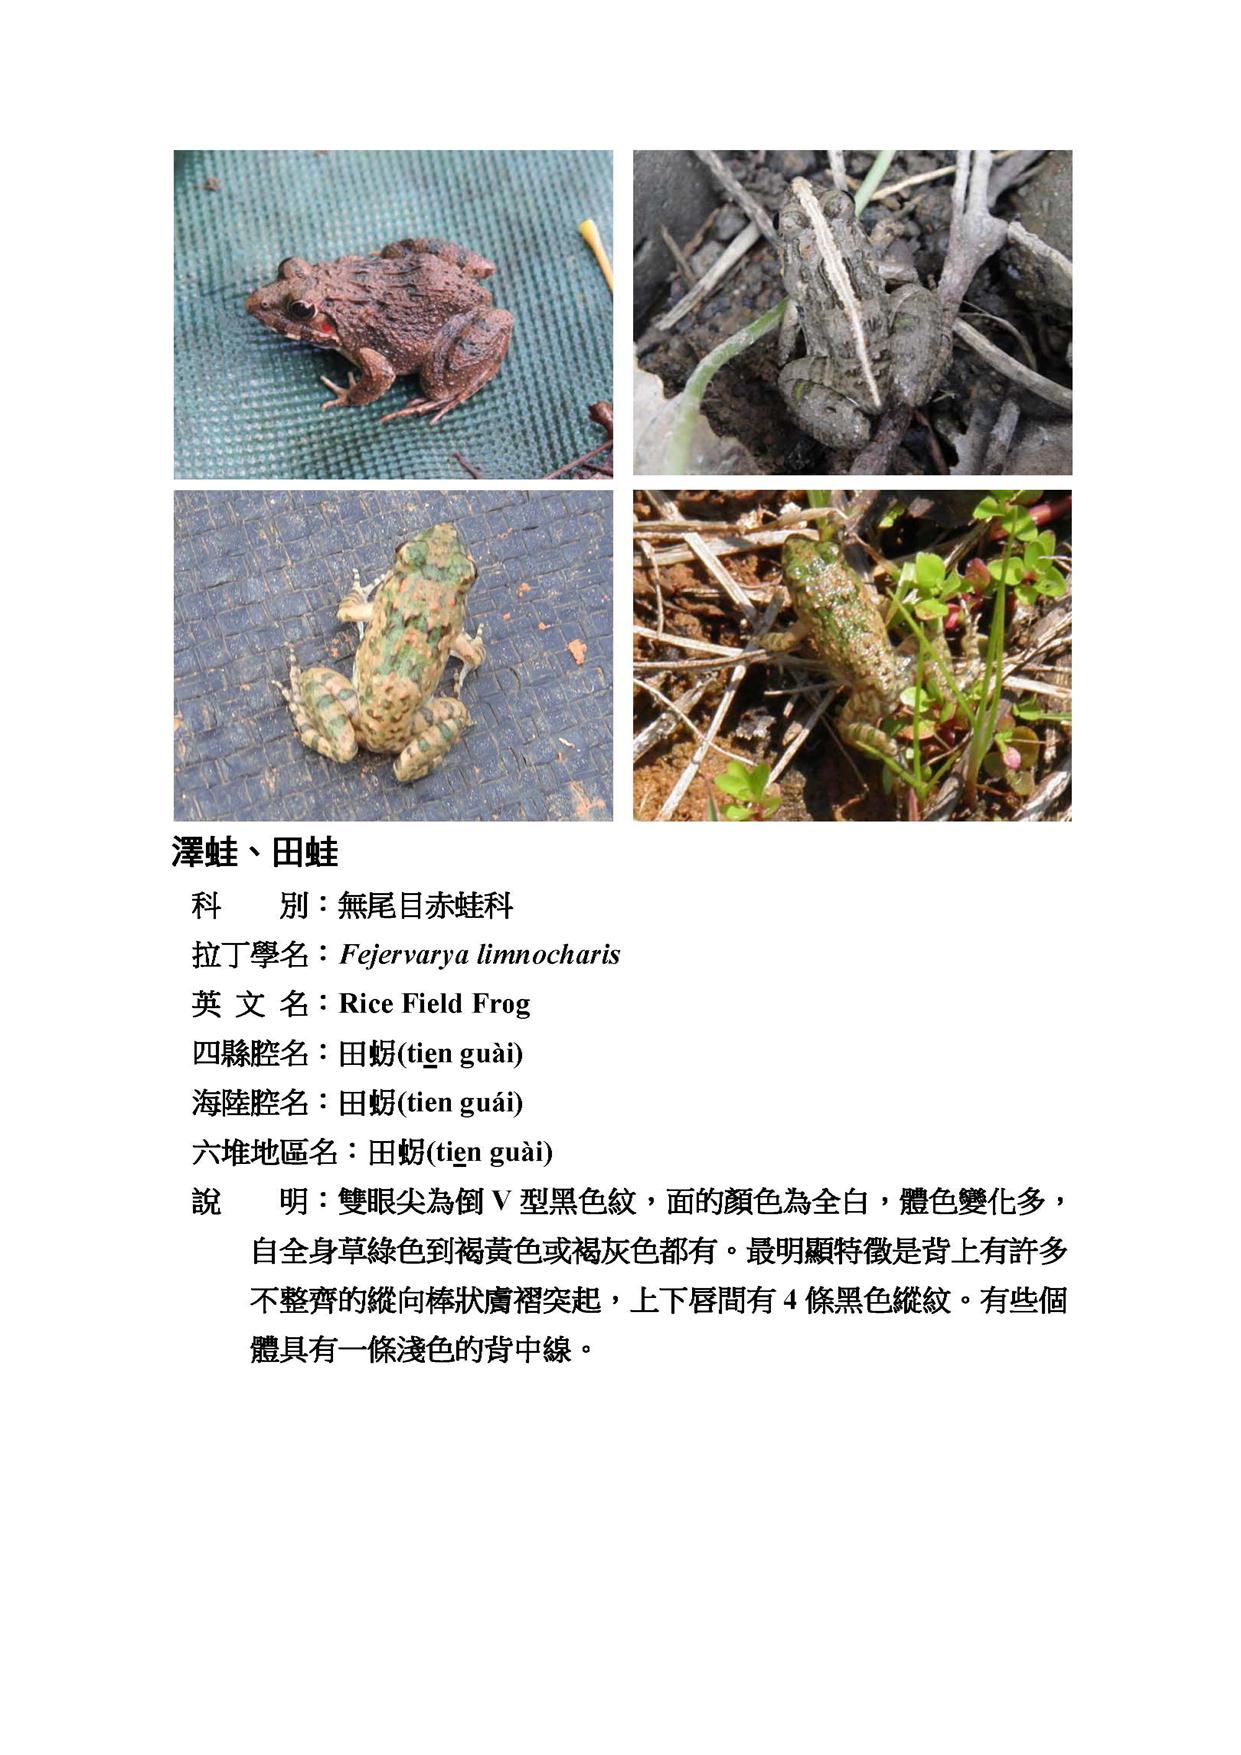 澤蛙、田蛙
科　　別：無尾目赤蛙科
拉丁學名：Fejervarya limnocharis
英 文 名：Rice Field Frog
四縣腔名：田𧊅(tien guài)
海陸腔名：田𧊅(tien guái)
六堆地區名：田𧊅(tien guài)
說　　明：雙眼尖為倒 V 型黑色紋，面的顏色為全白，體色變化多，
自全身草綠色到褐黃色或褐灰色都有。最明顯特徵是背上有許多
不整齊的縱向棒狀膚褶突起，上下唇間有 4 條黑色縱紋。有些個
體具有一條淺色的背中線。